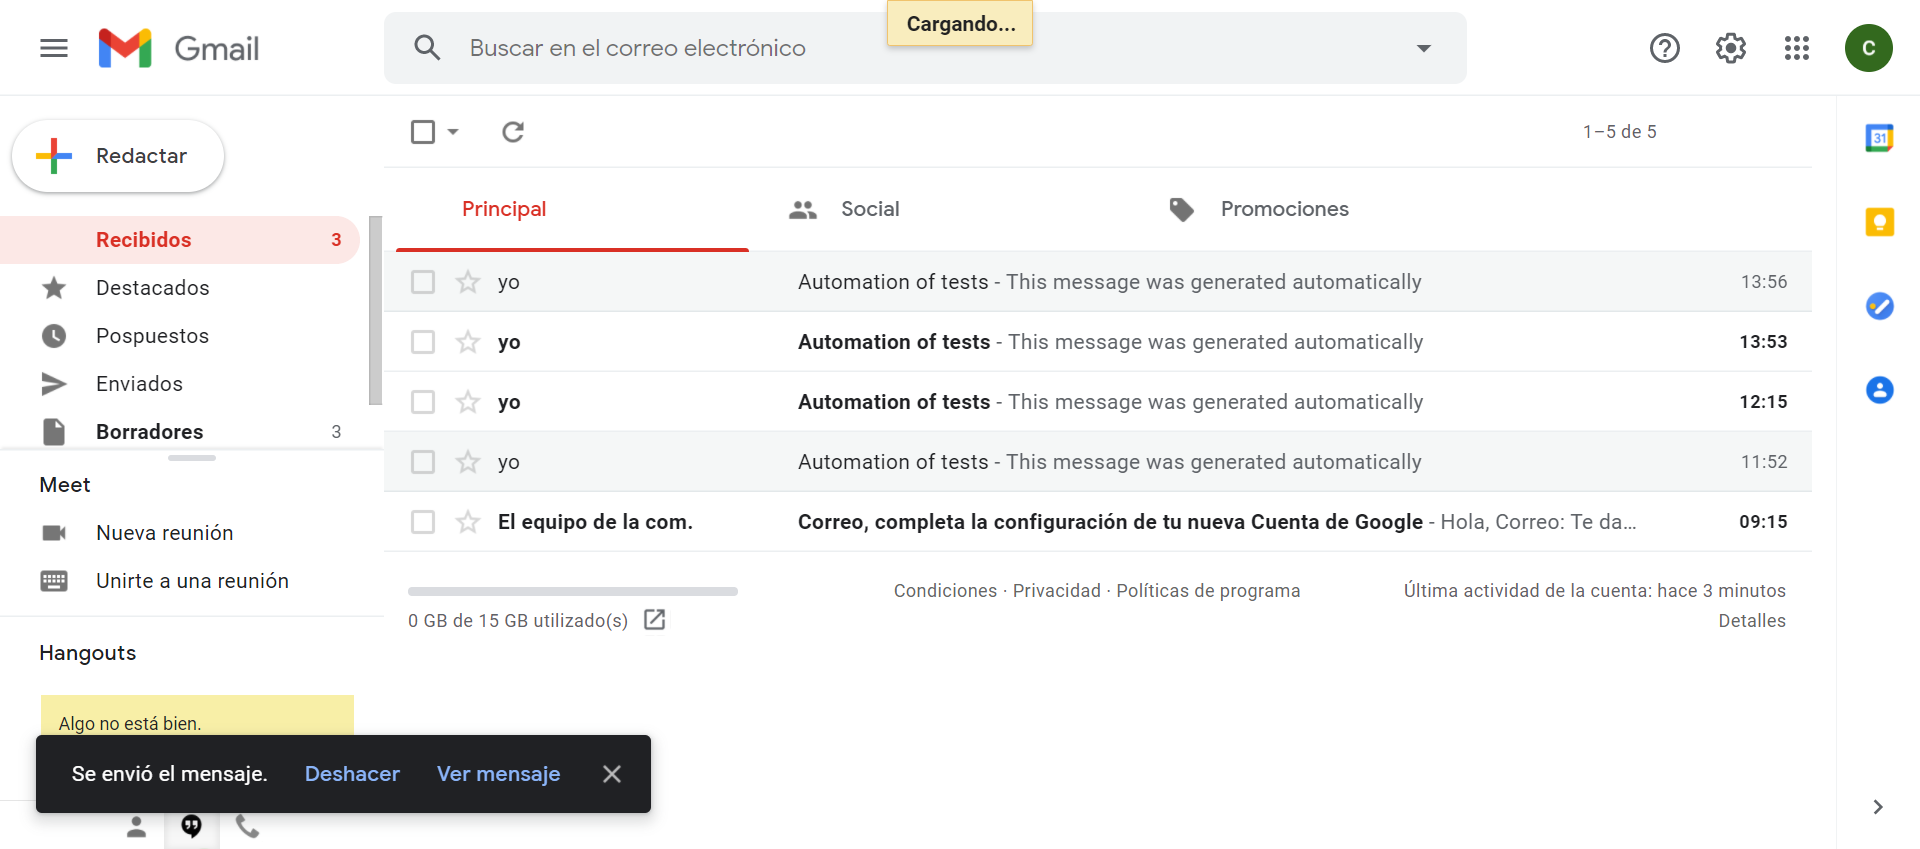 Cargando...
Gmail
Buscar en el correo electrónico
C
Redactar
1–5 de 5
31
Principal
Social
Promociones
Recibidos 3
Destacados
Pospuestos
Enviados
Borradores 3
yo Automation of tests - This message was generated automatically 13:56
yo Automation of tests - This message was generated automatically 13:53
yo Automation of tests - This message was generated automatically 12:15
yo Automation of tests - This message was generated automatically 11:52
El equipo de la com. Correo, completa la configuración de tu nueva Cuenta de Google - Hola, Correo: Te da…
09:15
Meet
Nueva reunión
Unirte a una reunión
Hangouts
Algo no está bien.
0 GB de 15 GB utilizado(s)
Condiciones · Privacidad · Políticas de programa
Última actividad de la cuenta: hace 3 minutos
Detalles
Se envió el mensaje. Deshacer Ver mensaje